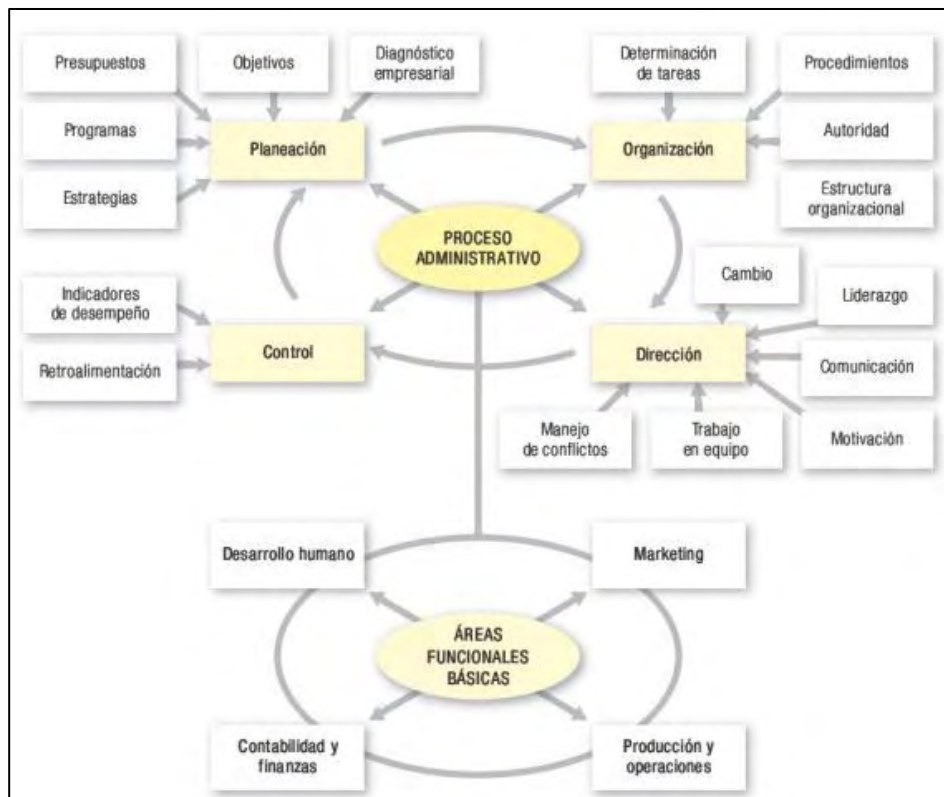 Presupuestos
Objetivos
Diagnóstico
empresarial
Determinación
de tareas
Procedimientos
Programas
Planeación
Organización
Autoridad
Estrategias
Estructura
organizacional
PROCESO
ADMINISTRATIVO
Cambio
Indicadores
de desempeño
Liderazgo
Control
Dirección
Retroalimentación
Comunicación
Manejo
de conflictos
Trabajo
en equipo
Motivación
Desarrollo humano
Marketing
ÁREAS
FUNCIONALES
BÁSICAS
Contabilidad y
finanzas
Producción y
operaciones